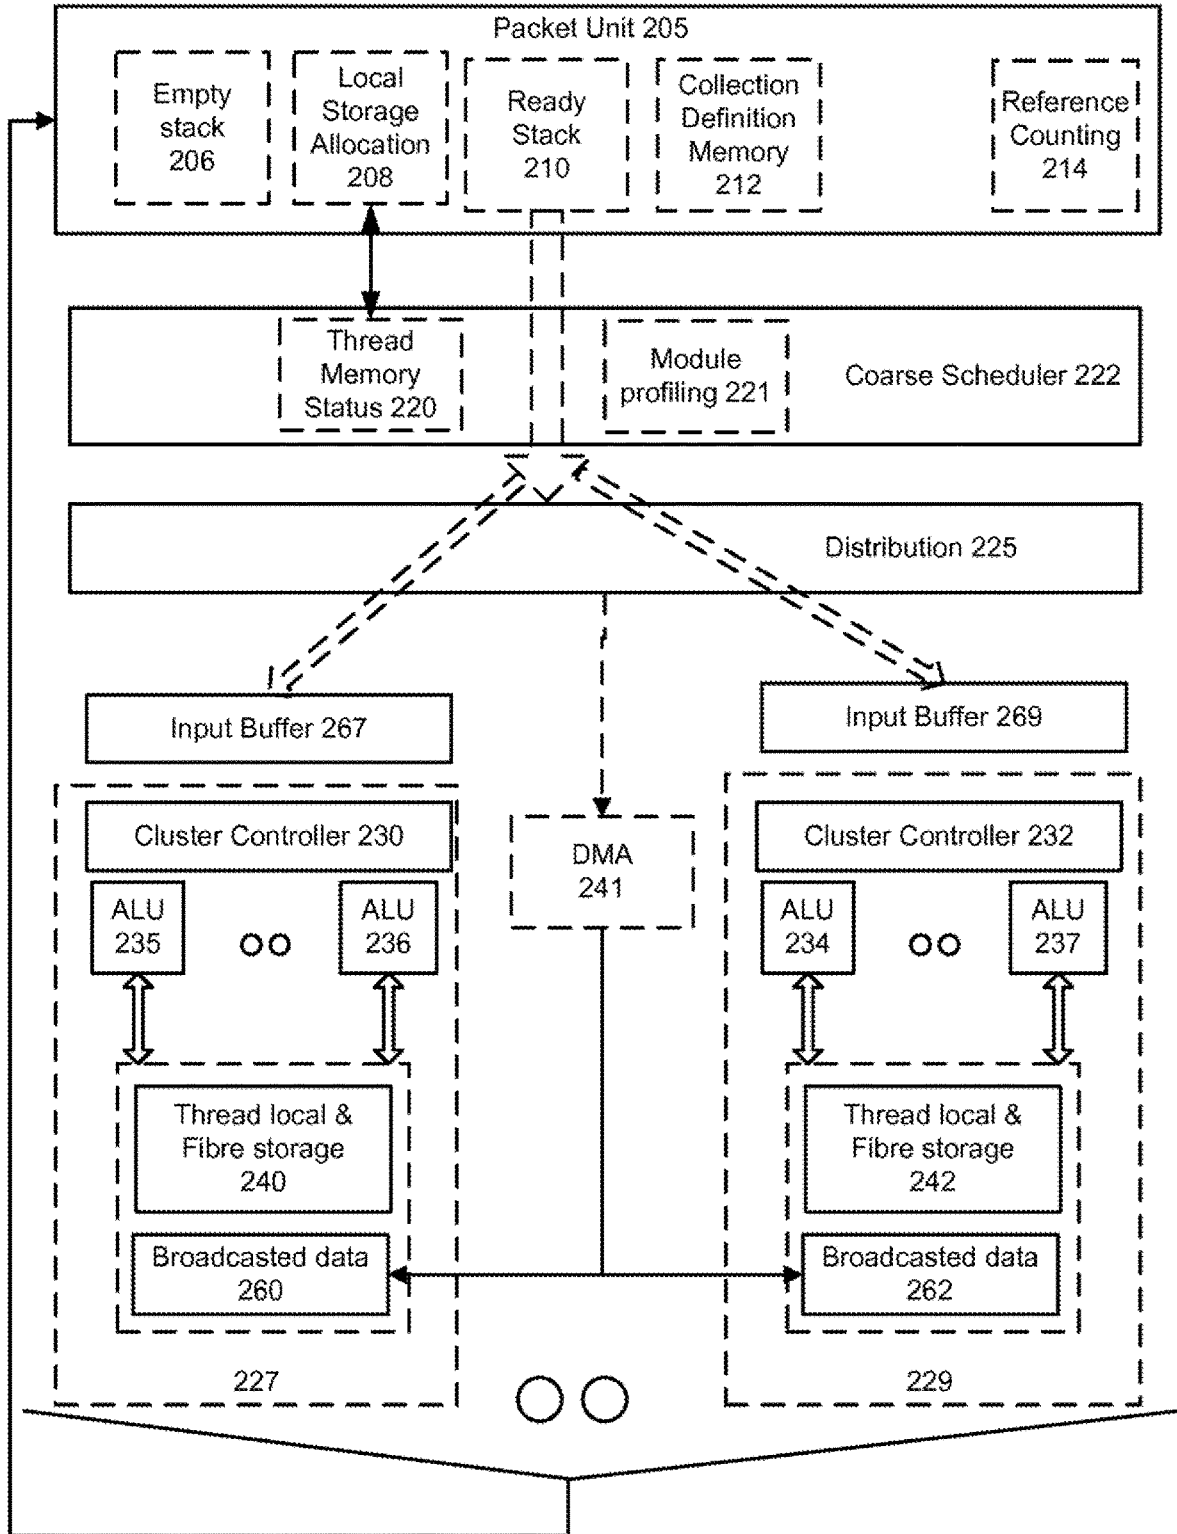 Packet Unit 205
Empty
stack
206
Local
Storage
Allocation
208
Ready
Stack
210
Collection
Definition
Memory
212
Reference
Counting
214
Thread
Memory
Status 220
Module
profiling 221
Coarse Scheduler 222
Distribution 225
Input Buffer 267
Input Buffer 269
Cluster Controller 230
Cluster Controller 232
DMA
241
ALU
235
ALU
236
ALU
234
ALU
237
Thread local &
Fibre storage
240
Thread local &
Fibre storage
242
Broadcasted data
260
Broadcasted data
262
227
229